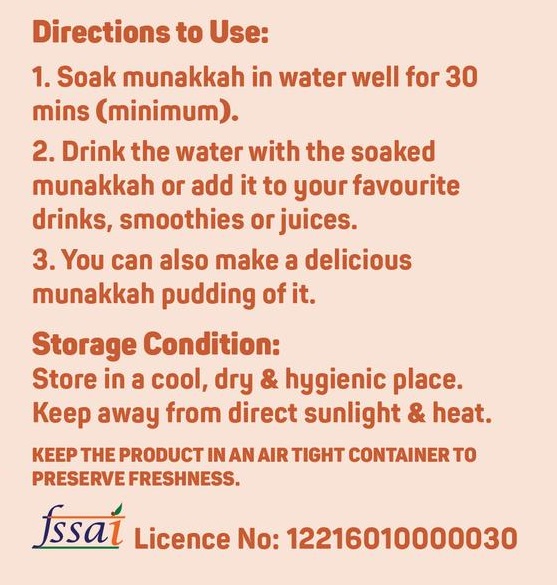 Directions to Use:
1. Soak munakkah in water well for 30
mins (minimum).
2. Drink the water with the soaked
munakkah or add it to your favourite
drinks, smoothies or juices.
3. You can also make a delicious
munakkah pudding of it.
Storage Condition:
Store in a cool, dry & hygienic place.
Keep away from direct sunlight & heat.
KEEP THE PRODUCT IN AN AIR TIGHT CONTAINER TO
PRESERVE FRESHNESS.
fssai Licence No: 12216010000030